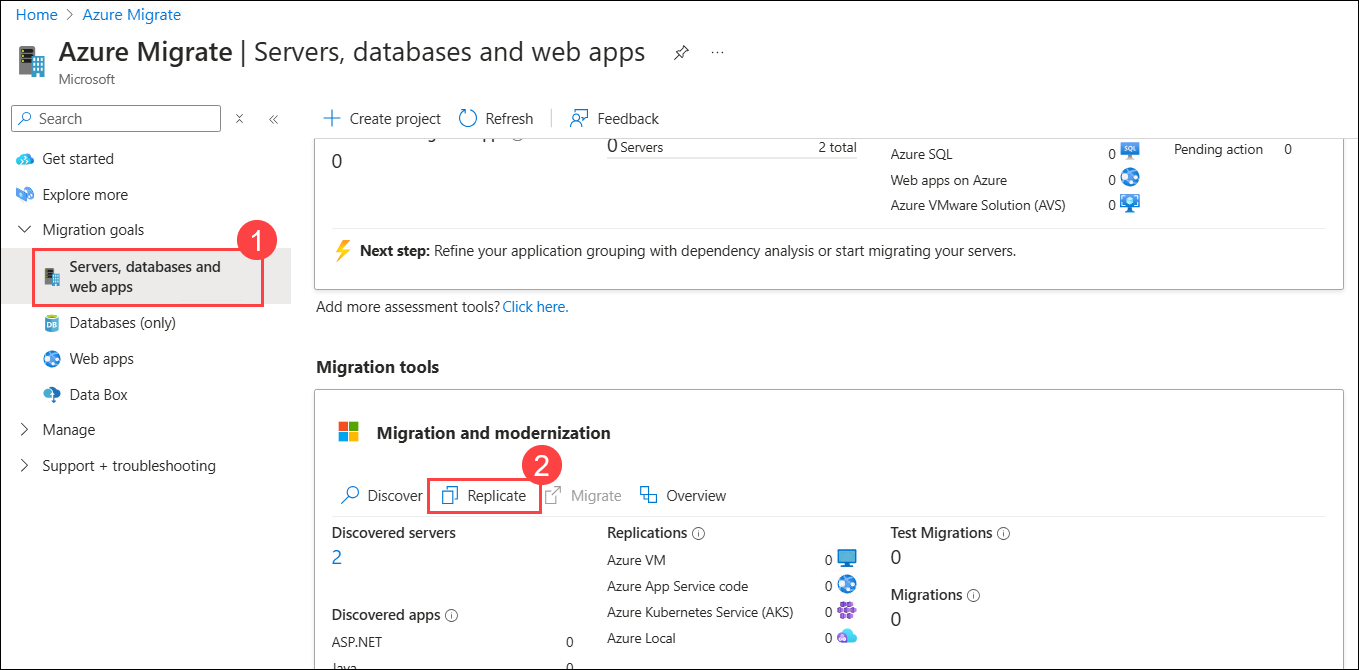 Home > Azure Migrate
Azure Migrate | Servers, databases and web apps
...
Microsoft
Search
Create project
Refresh
Feedback
Get started
Explore more
Migration goals
1
Servers, databases and
web apps
Databases (only)
Web apps
Data Box
Manage
Support + troubleshooting
0
0 Servers 2 total
Azure SQL 0 SQL
Web apps on Azure 0
Azure VMware Solution (AVS) 0
Pending action 0
Next step: Refine your application grouping with dependency analysis or start migrating your servers.
Add more assessment tools? Click here.
Migration tools
Migration and modernization
2
Discover
Replicate
Migrate
Overview
Discovered servers
2
Discovered apps
ASP.NET 0
Java 0
Replications
Azure VM 0
Azure App Service code 0
Azure Kubernetes Service (AKS) 0
Azure Local 0
Test Migrations
0
Migrations
0